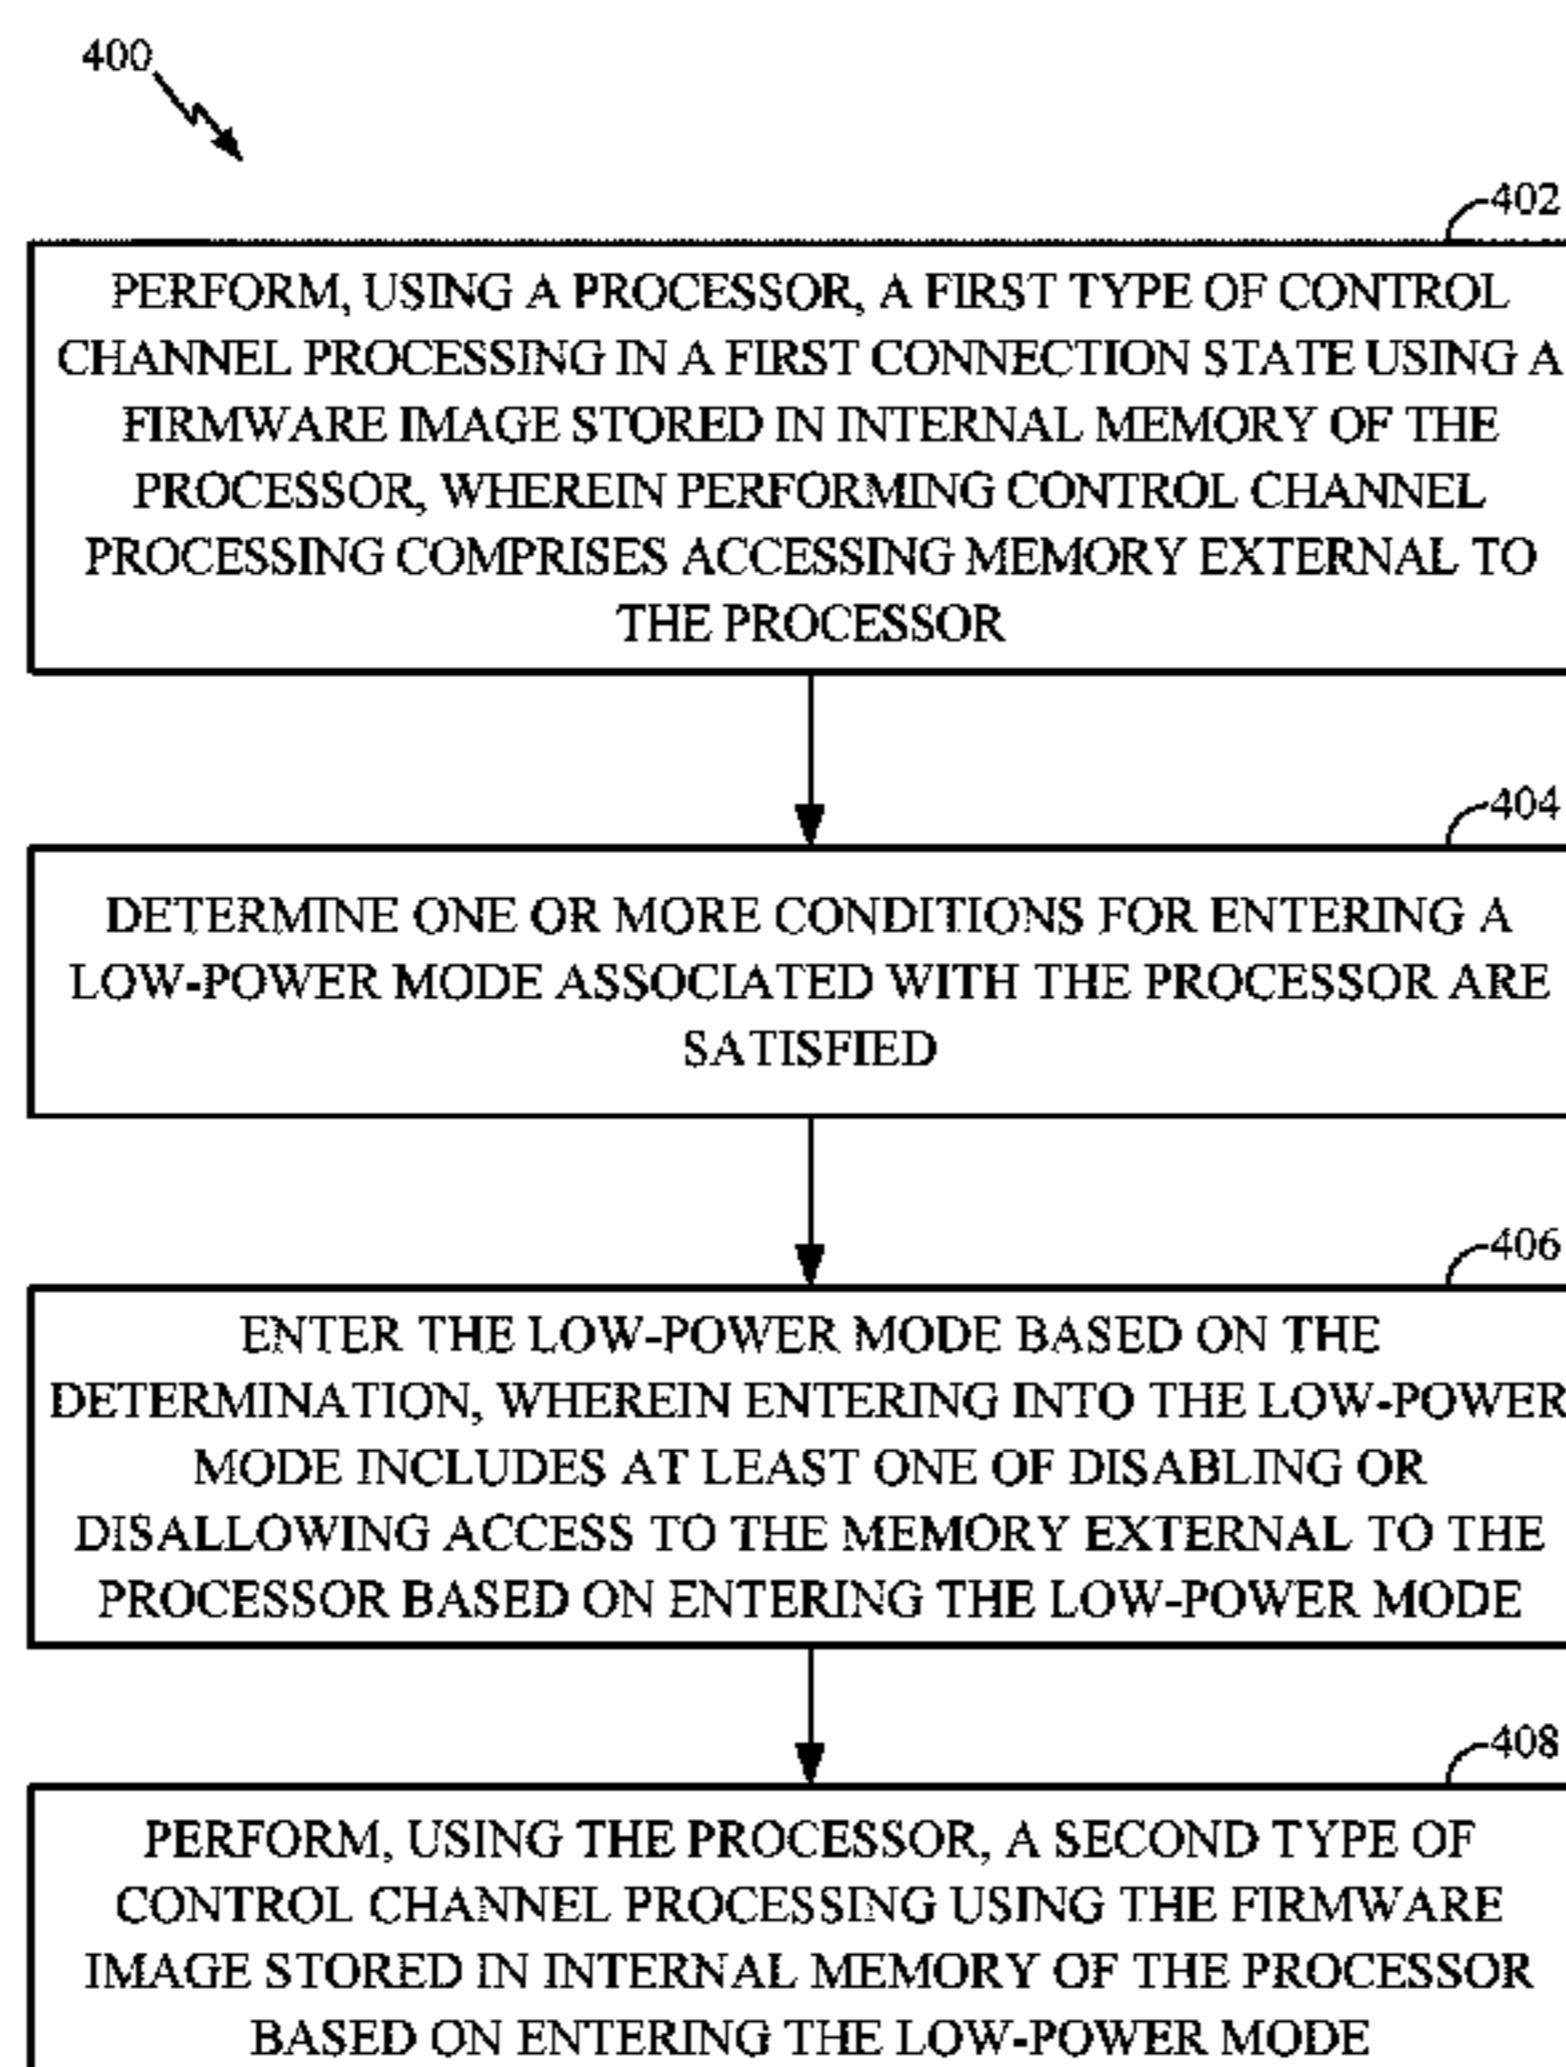 400
402
PERFORM, USING A PROCESSOR, A FIRST TYPE OF CONTROL
CHANNEL PROCESSING IN A FIRST CONNECTION STATE USING A
FIRMWARE IMAGE STORED IN INTERNAL MEMORY OF THE
PROCESSOR, WHEREIN PERFORMING CONTROL CHANNEL
PROCESSING COMPRISES ACCESSING MEMORY EXTERNAL TO
THE PROCESSOR
404
DETERMINE ONE OR MORE CONDITIONS FOR ENTERING A
LOW-POWER MODE ASSOCIATED WITH THE PROCESSOR ARE
SATISFIED
406
ENTER THE LOW-POWER MODE BASED ON THE
DETERMINATION, WHEREIN ENTERING INTO THE LOW-POWER
MODE INCLUDES AT LEAST ONE OF DISABLING OR
DISALLOWING ACCESS TO THE MEMORY EXTERNAL TO THE
PROCESSOR BASED ON ENTERING THE LOW-POWER MODE
408
PERFORM, USING THE PROCESSOR, A SECOND TYPE OF
CONTROL CHANNEL PROCESSING USING THE FIRMWARE
IMAGE STORED IN INTERNAL MEMORY OF THE PROCESSOR
BASED ON ENTERING THE LOW-POWER MODE